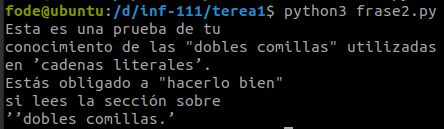 fode@ubuntu:/d/inf-111/terea1$ python3 frase2.py
Esta es una prueba de tu
conocimiento de las "dobles comillas" utilizadas
en ’cadenas literales’.
Estás obligado a "hacerlo bien"
si lees la sección sobre
’’dobles comillas.’